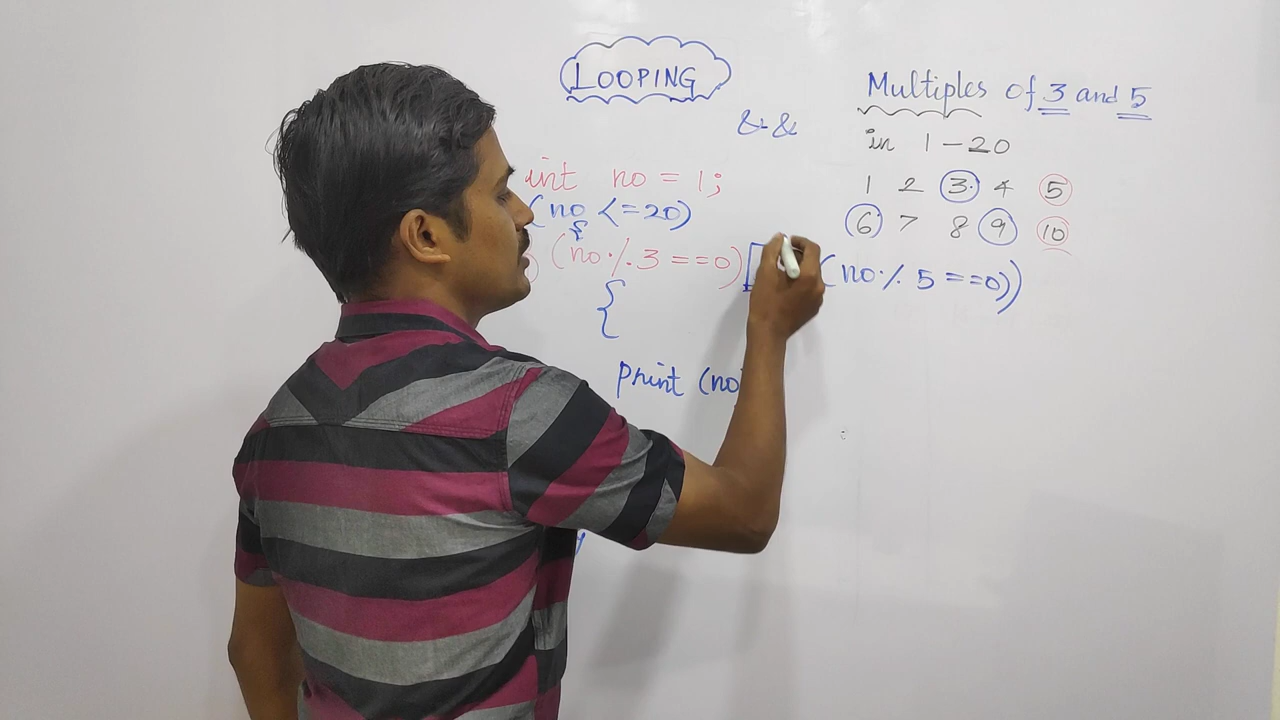 LOOPING
&&
int no = 1;
(no <=20)
{
(no % 3 ==0) (no % 5 ==0))
{
Print (no
Multiples of 3 and 5
in 1 - 20
1 2 3 4 5
6 7 8 9 10